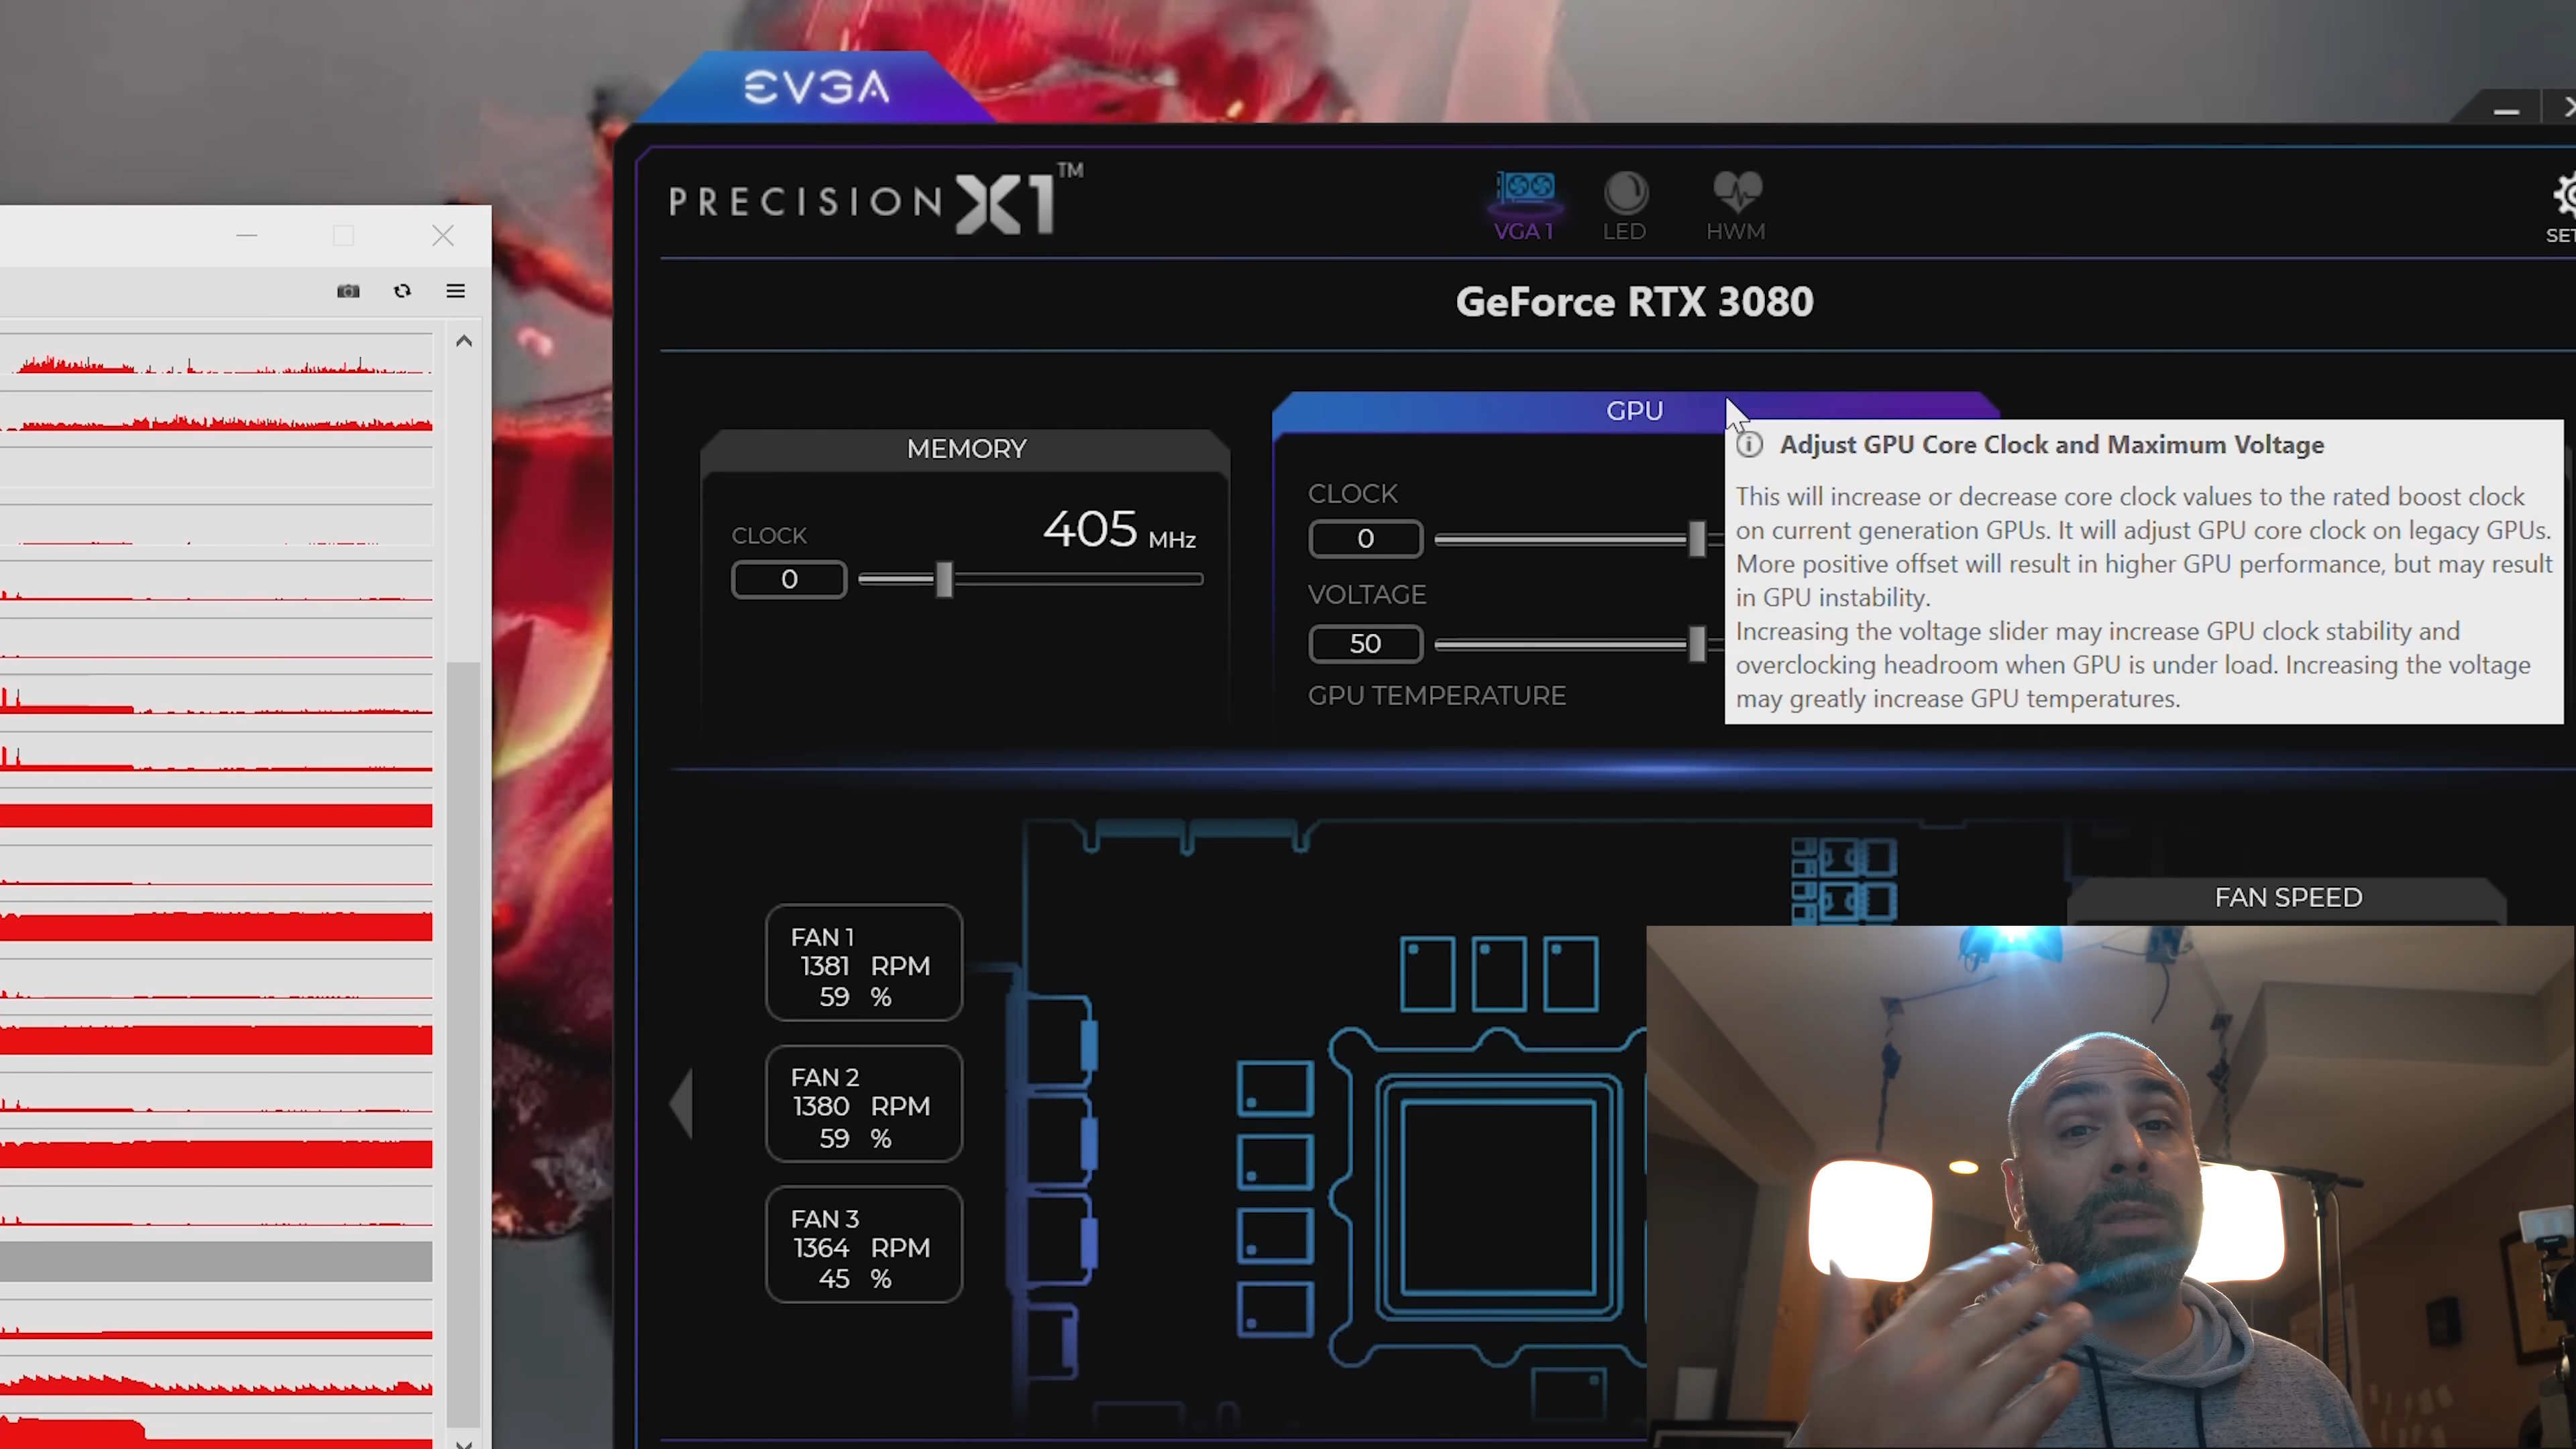 EVGA
PRECISION X1™
VGA 1
LED
HWM
SET
GeForce RTX 3080
MEMORY
CLOCK
405 MHz
0
GPU
CLOCK
0
VOLTAGE
50
GPU TEMPERATURE
Adjust GPU Core Clock and Maximum Voltage
This will increase or decrease core clock values to the rated boost clock
on current generation GPUs. It will adjust GPU core clock on legacy GPUs.
More positive offset will result in higher GPU performance, but may result
in GPU instability.
Increasing the voltage slider may increase GPU clock stability and
overclocking headroom when GPU is under load. Increasing the voltage
may greatly increase GPU temperatures.
FAN 1
1381 RPM
59 %
FAN 2
1380 RPM
59 %
FAN 3
1364 RPM
45 %
FAN SPEED